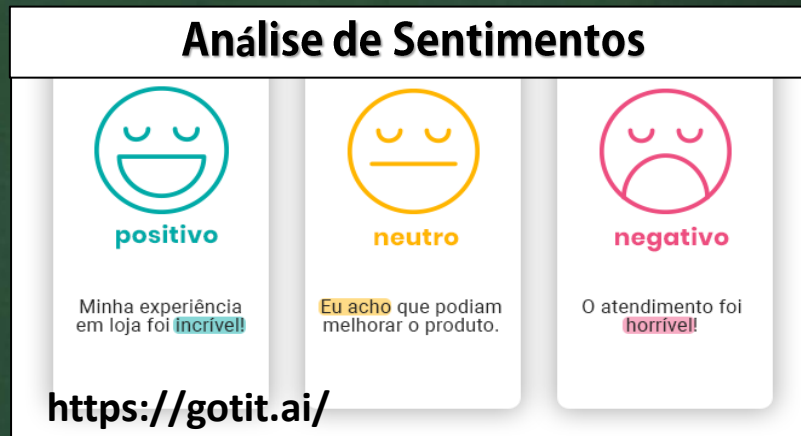 Análise de Sentimentos
positivo
Minha experiência
em loja foi incrível!
neutro
Eu acho que podiam
melhorar o produto.
negativo
O atendimento foi
horrível!
https://gotit.ai/